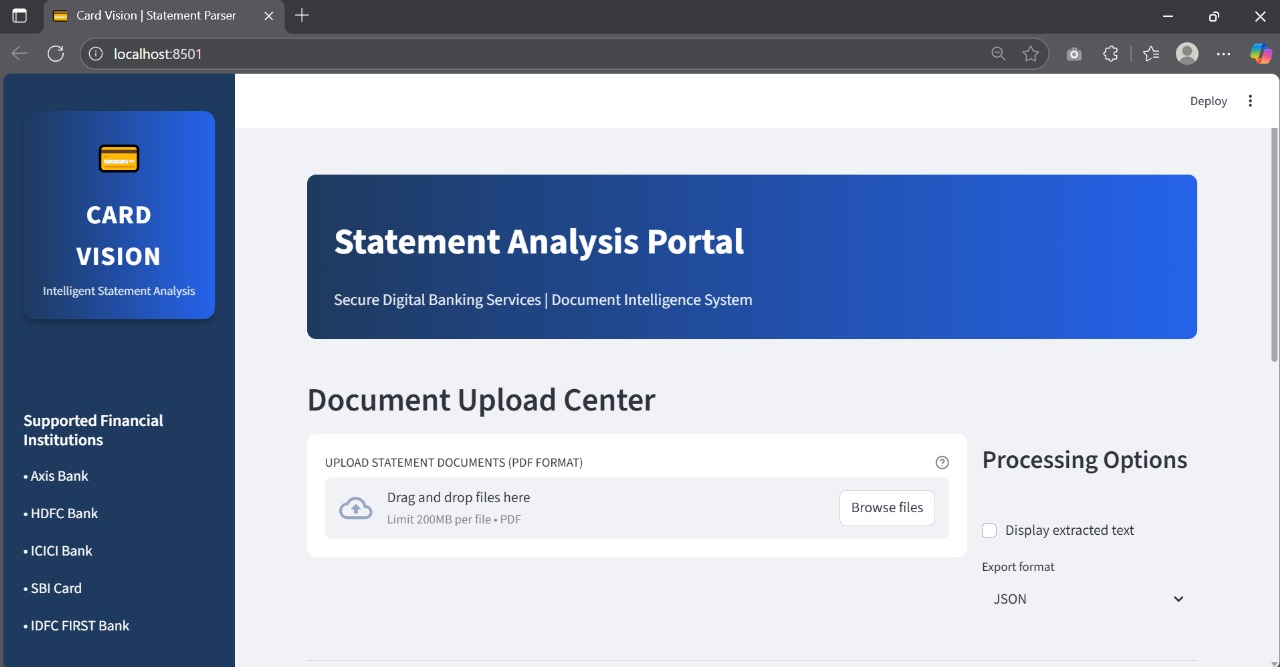 Card Vision | Statement Parser
localhost:8501
Deploy
CARD
VISION
Intelligent Statement Analysis
Supported Financial
Institutions
• Axis Bank
• HDFC Bank
• ICICI Bank
• SBI Card
• IDFC FIRST Bank
Statement Analysis Portal
Secure Digital Banking Services | Document Intelligence System
Document Upload Center
UPLOAD STATEMENT DOCUMENTS (PDF FORMAT)
Drag and drop files here
Limit 200MB per file • PDF
Browse files
Processing Options
Display extracted text
Export format
JSON